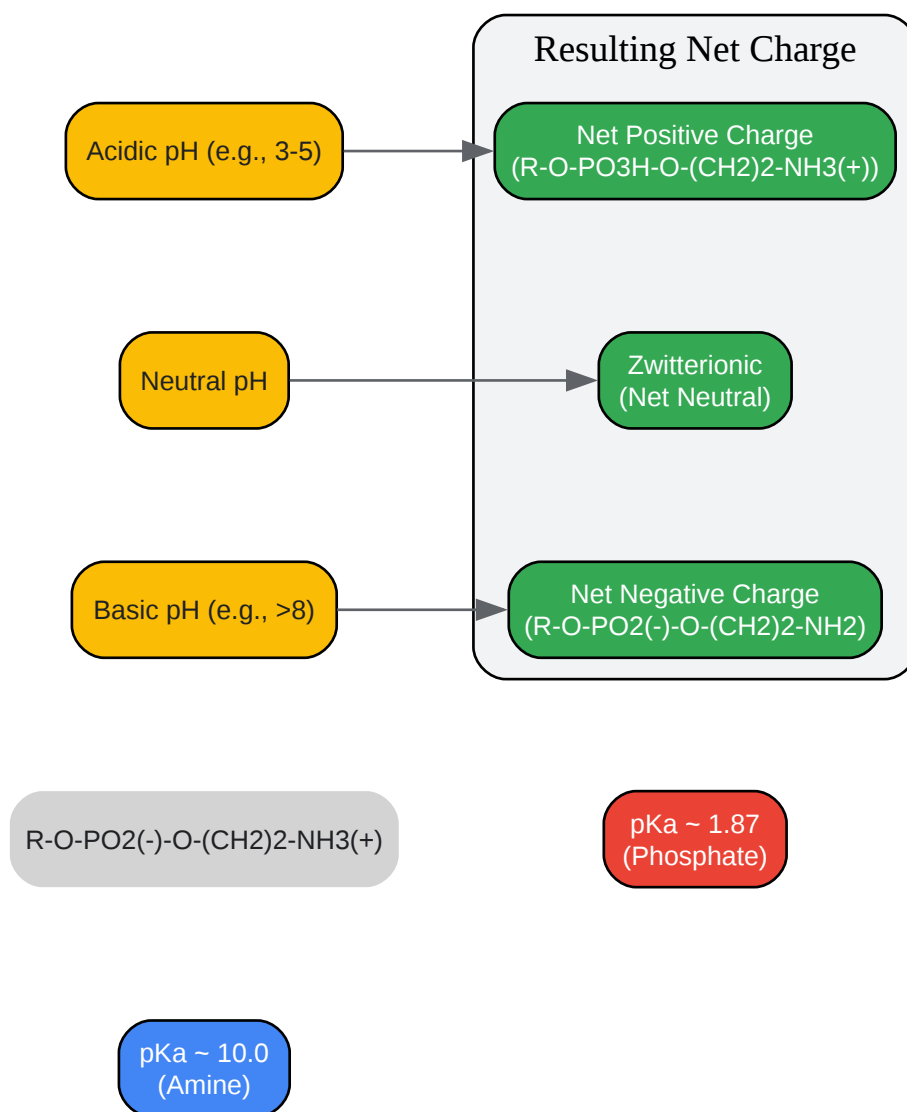 Resulting Net Charge
Acidic pH (e.g., 3-5)
Net Positive Charge
(R-O-PO3H-O-(CH2)2-NH3(+))
Neutral pH
Zwitterionic
(Net Neutral)
Basic pH (e.g., >8)
Net Negative Charge
(R-O-PO2(-)-O-(CH2)2-NH2)
R-O-PO2(-)-O-(CH2)2-NH3(+)
pKa ~ 1.87
(Phosphate)
pKa ~ 10.0
(Amine)